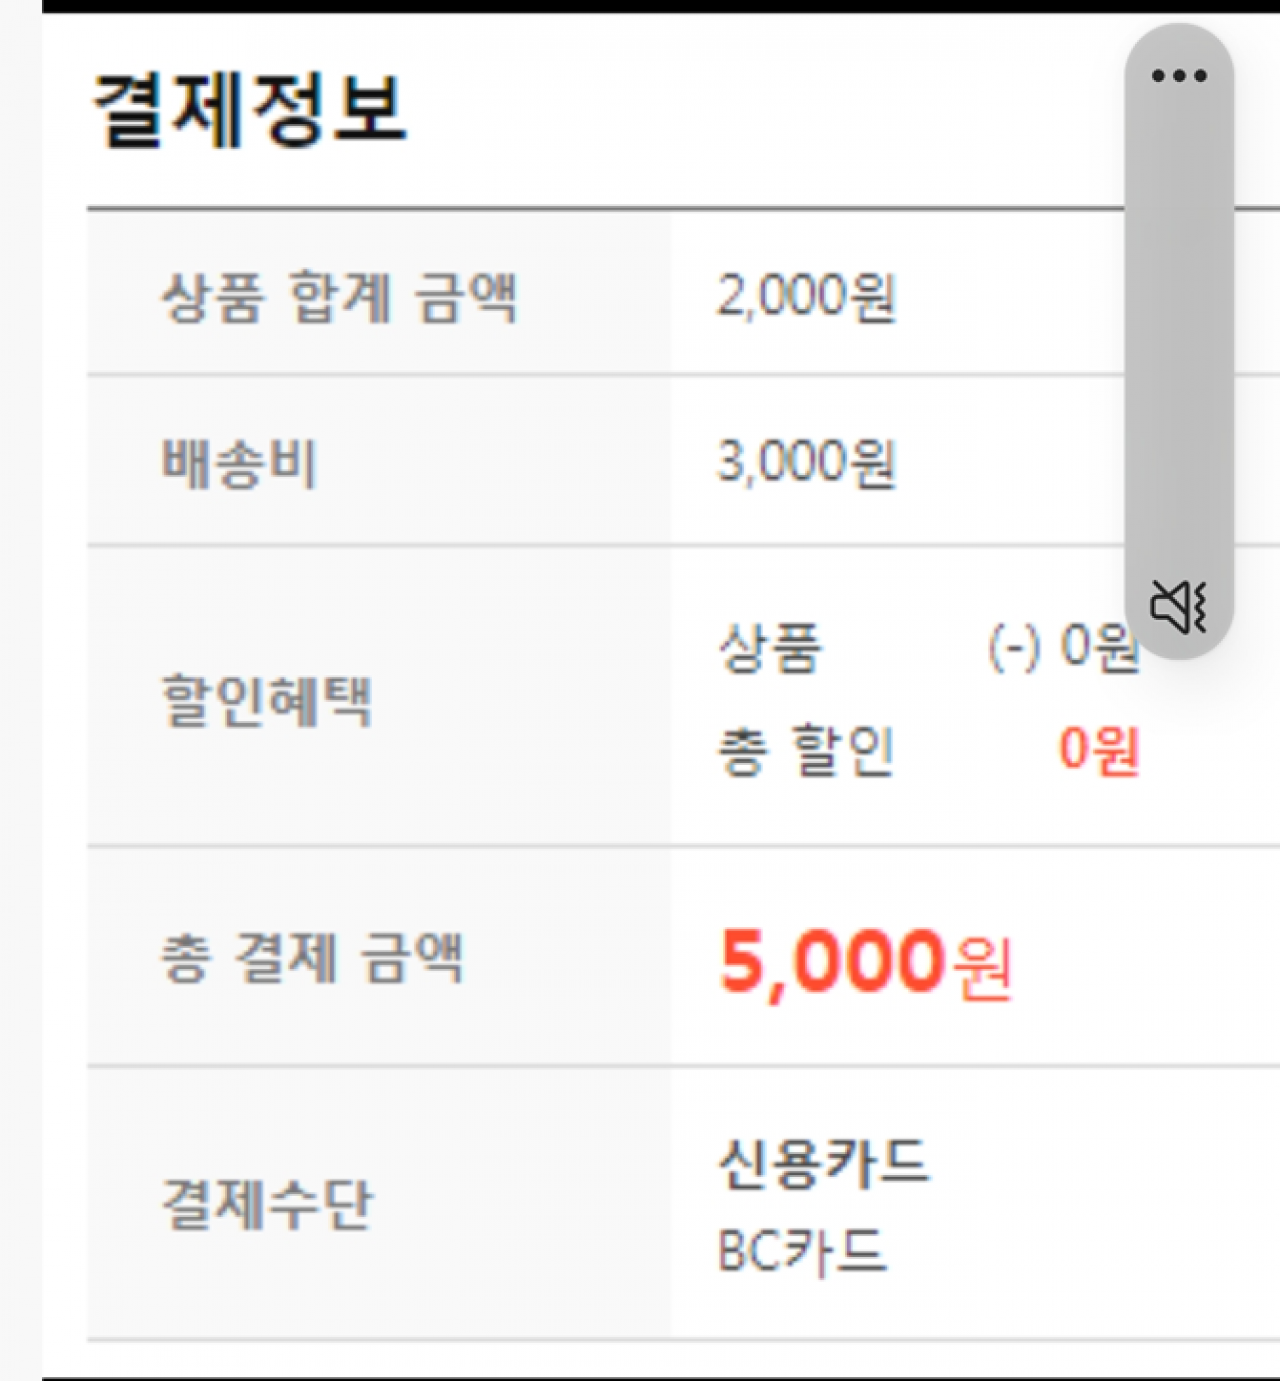 결제정보
상품 합계 금액 2,000원
배송비 3,000원
할인혜택
상품 (-) 0원
총 할인 0원
총 결제 금액 5,000원
결제수단
신용카드
BC카드